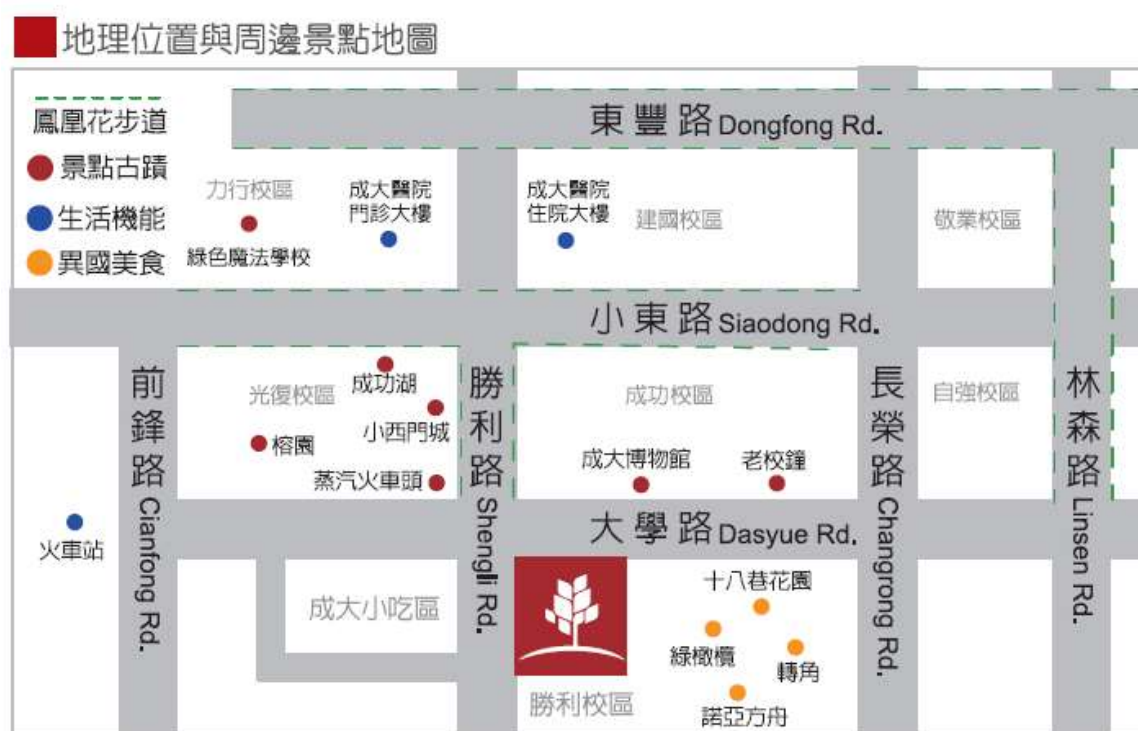 地理位置與周邊景點地圖
鳳凰花步道
景點古蹟
生活機能
異國美食
東豐路 Dongfong Rd.
力行校區
綠色魔法學校
成大醫院
門診大樓
成大醫院
住院大樓
建國校區
敬業校區
小東路 Siaodong Rd.
前鋒路 Cianfong Rd.
光復校區
成功湖
小西門城
榕園
蒸汽火車頭
勝利路 Shengli Rd.
成功校區
成大博物館
老校鐘
長榮路 Changrong Rd.
自強校區
林森路 Linsen Rd.
火車站
大學路 Dasyue Rd.
成大小吃區
十八巷花園
綠橄欖
轉角
諾亞方舟
勝利校區